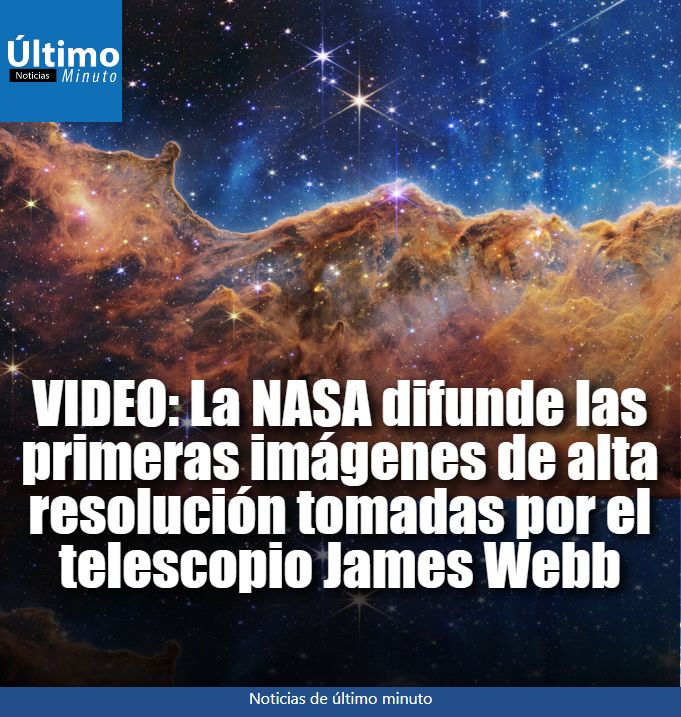 Último
Noticias Minuto
VIDEO: La NASA difunde las
primeras imágenes de alta
resolución tomadas por el
telescopio James Webb
Noticias de último minuto